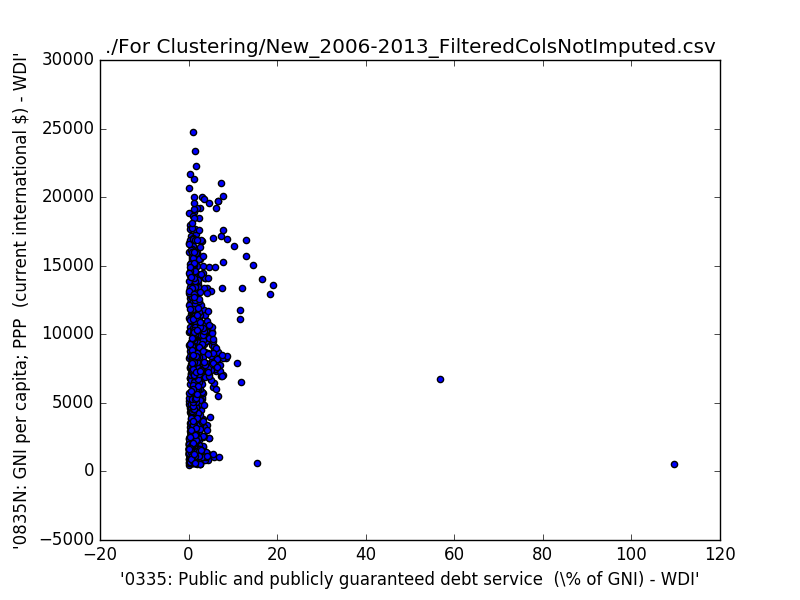 ./For Clustering/New_2006-2013_FilteredColsNotImputed.csv
'0835N: GNI per capita; PPP  (current international $) - WDI'
30000
25000
20000
15000
10000
5000
0
−5000
−20 0 20 40 60 80 100 120
'0335: Public and publicly guaranteed debt service  (\% of GNI) - WDI'